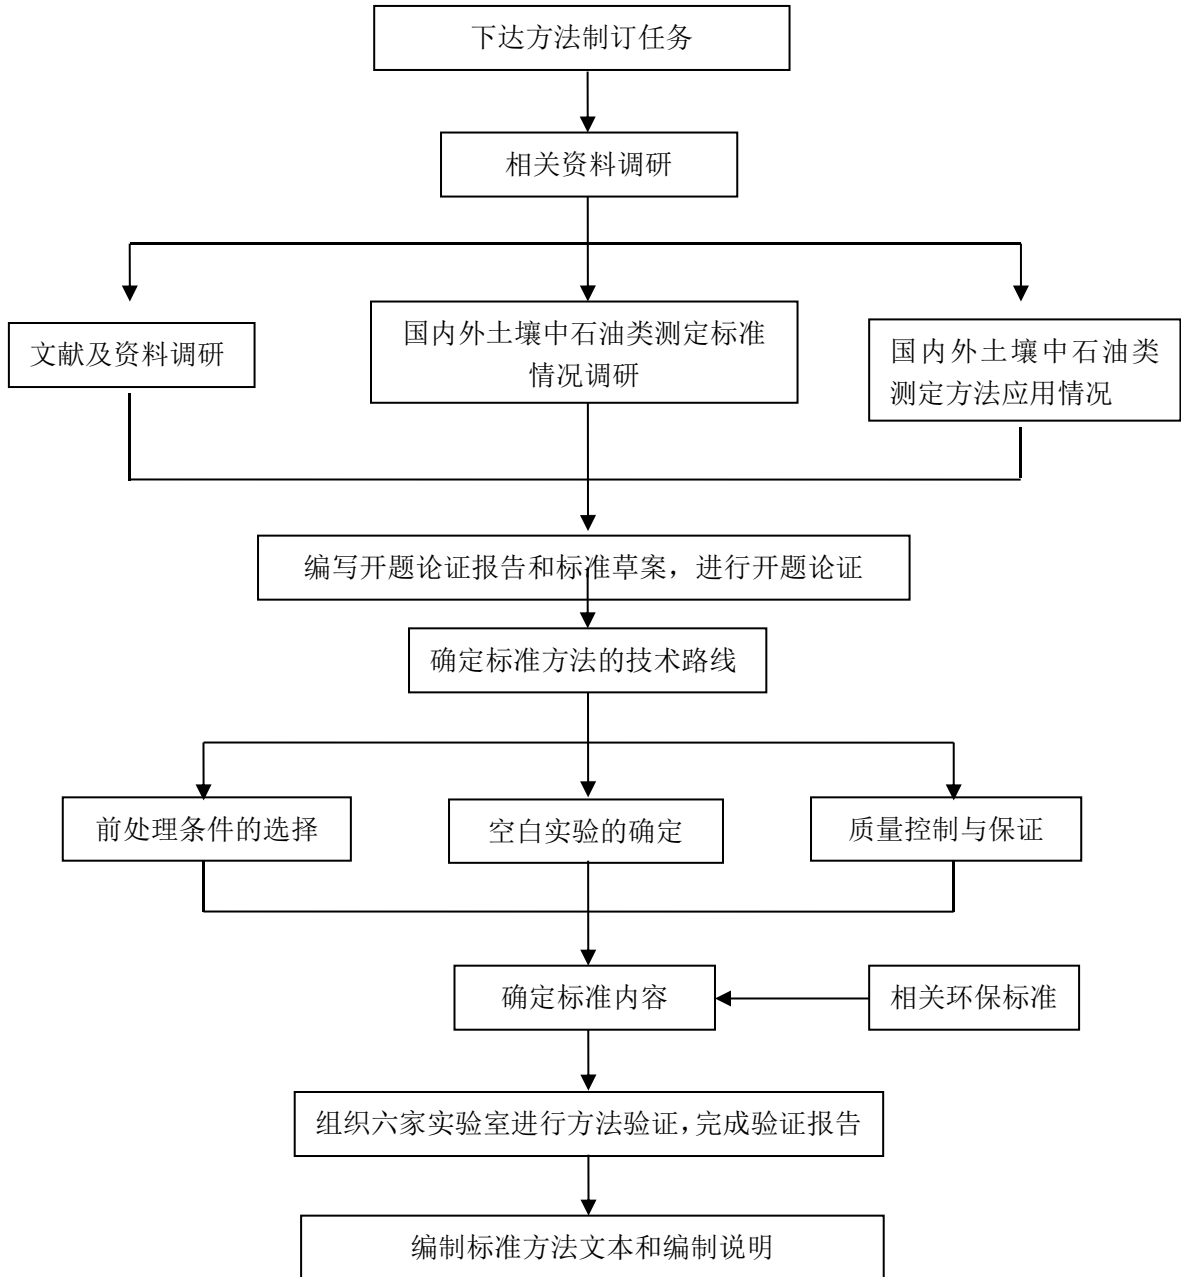 下达方法制订任务
相关资料调研
文献及资料调研
国内外土壤中石油类测定标准
情况调研
国内外土壤中石油类
测定方法应用情况
编写开题论证报告和标准草案，进行开题论证
确定标准方法的技术路线
前处理条件的选择
空白实验的确定
质量控制与保证
确定标准内容
相关环保标准
组织六家实验室进行方法验证，完成验证报告
编制标准方法文本和编制说明